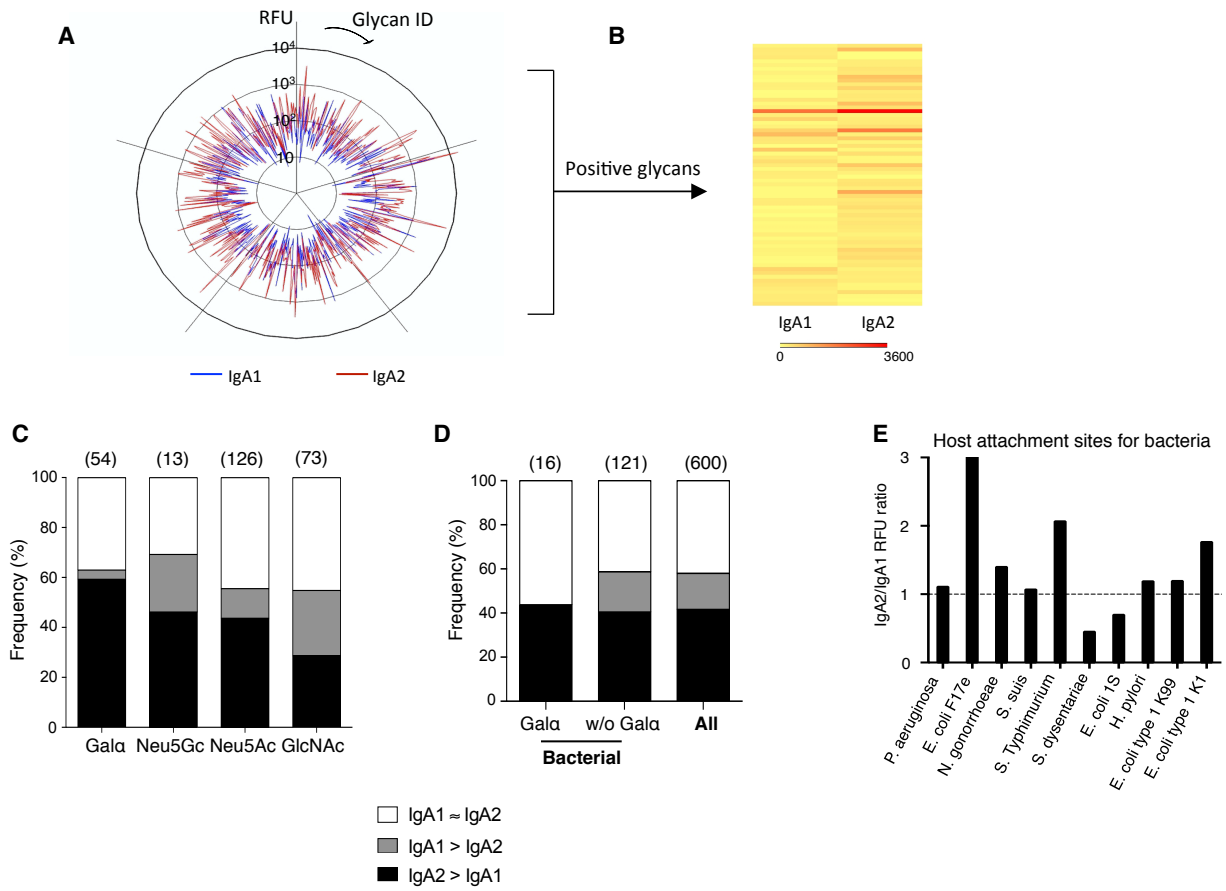 A
RFU
Glycan ID
10⁴
10³
10²
10
IgA1
IgA2
Positive glycans
B
IgA1 IgA2
0 3600
C
(54) (13) (126) (73)
Frequency (%)
100
80
60
40
20
0
Galα Neu5Gc Neu5Ac GlcNAc
D
(16) (121) (600)
Frequency (%)
100
80
60
40
20
0
Galα w/o Galα All
Bacterial
E
Host attachment sites for bacteria
IgA2/IgA1 RFU ratio
3
2
1
0
P. aeruginosa
E. coli F17e
N. gonorrhoeae
S. suis
S. Typhimurium
S. dysentariae
E. coli 1S
H. pylori
E. coli type 1 K99
E. coli type 1 K1
IgA1 ≈ IgA2
IgA1 > IgA2
IgA2 > IgA1